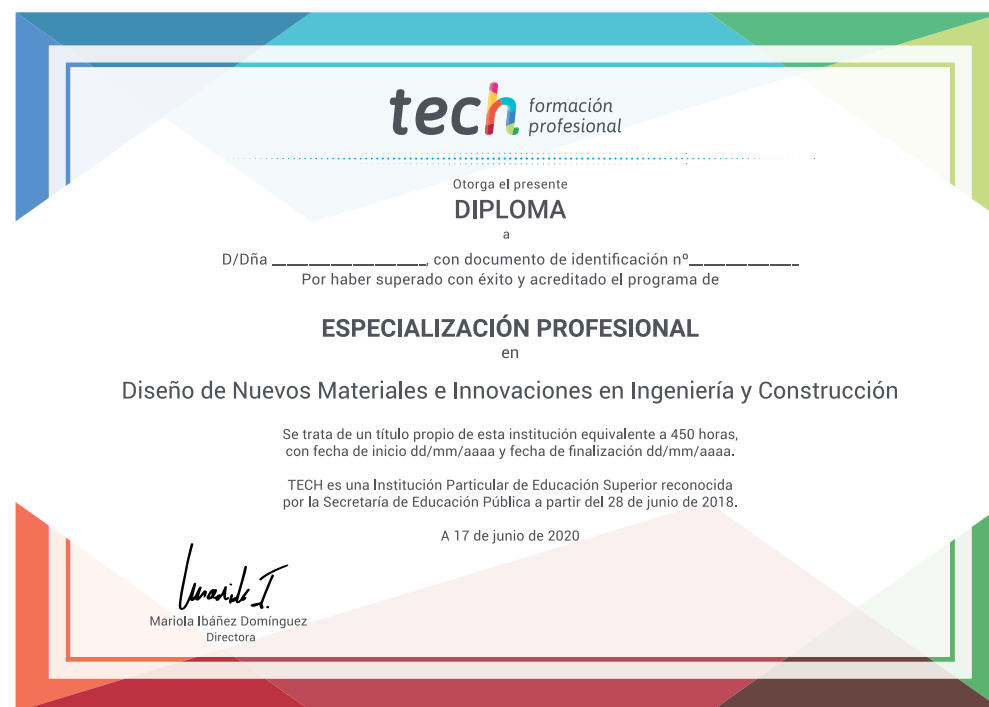 tech formación
profesional
Otorga el presente
DIPLOMA
a
D/Dña ____________________, con documento de identificación nº______________
Por haber superado con éxito y acreditado el programa de
ESPECIALIZACIÓN PROFESIONAL
en
Diseño de Nuevos Materiales e Innovaciones en Ingeniería y Construcción
Se trata de un título propio de esta institución equivalente a 450 horas,
con fecha de inicio dd/mm/aaaa y fecha de finalización dd/mm/aaaa.
TECH es una Institución Particular de Educación Superior reconocida
por la Secretaría de Educación Pública a partir del 28 de junio de 2018.
A 17 de junio de 2020
Mariola Ibáñez Domínguez
Directora